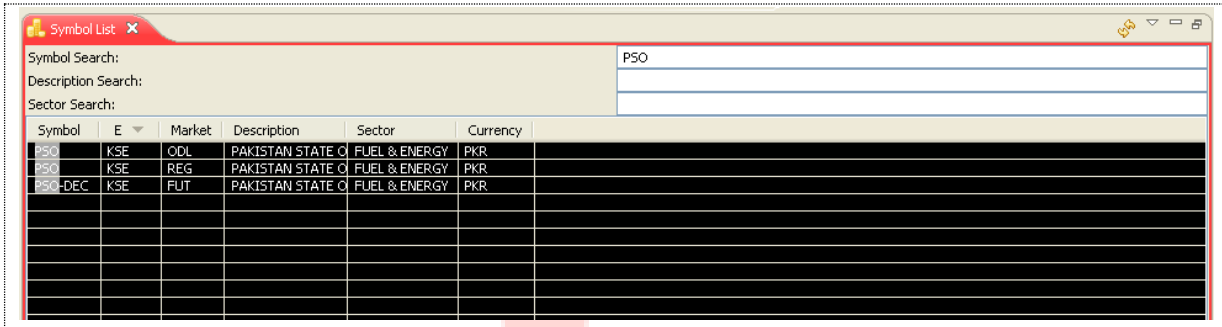 Symbol List
Symbol Search: PSO
Description Search:
Sector Search:
Symbol E Market Description Sector Currency
PSO KSE ODL PAKISTAN STATE O FUEL & ENERGY PKR
PSO KSE REG PAKISTAN STATE O FUEL & ENERGY PKR
PSO-DEC KSE FUT PAKISTAN STATE O FUEL & ENERGY PKR